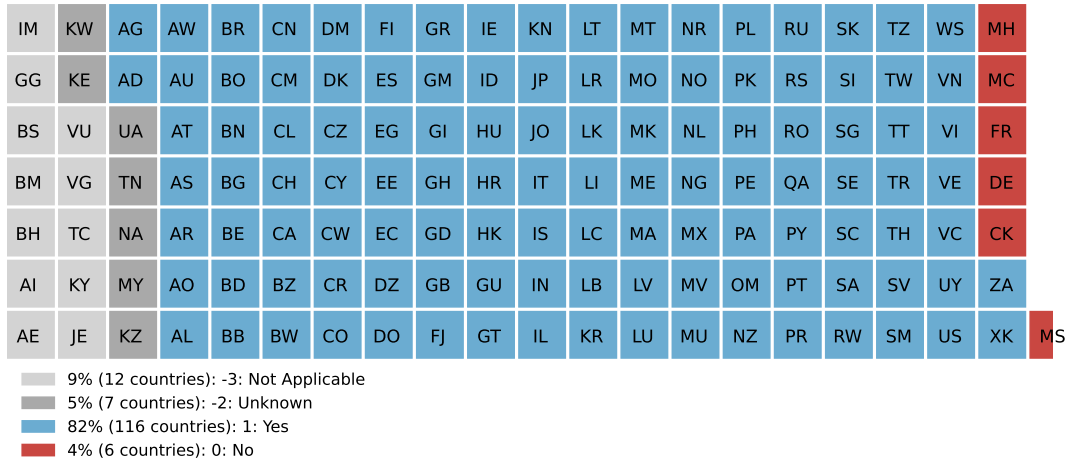 IM KW AG AW BR CN DM FI GR IE KN LT MT NR PL RU SK TZ WS MH
GG KE AD AU BO CM DK ES GM ID JP LR MO NO PK RS SI TW VN MC
BS VU UA AT BN CL CZ EG GI HU JO LK MK NL PH RO SG TT VI FR
BM VG TN AS BG CH CY EE GH HR IT LI ME NG PE QA SE TR VE DE
BH TC NA AR BE CA CW EC GD HK IS LC MA MX PA PY SC TH VC CK
AI KY MY AO BD BZ CR DZ GB GU IN LB LV MV OM PT SA SV UY ZA
AE JE KZ AL BB BW CO DO FJ GT IL KR LU MU NZ PR RW SM US XK MS
9% (12 countries): -3: Not Applicable
5% (7 countries): -2: Unknown
82% (116 countries): 1: Yes
4% (6 countries): 0: No